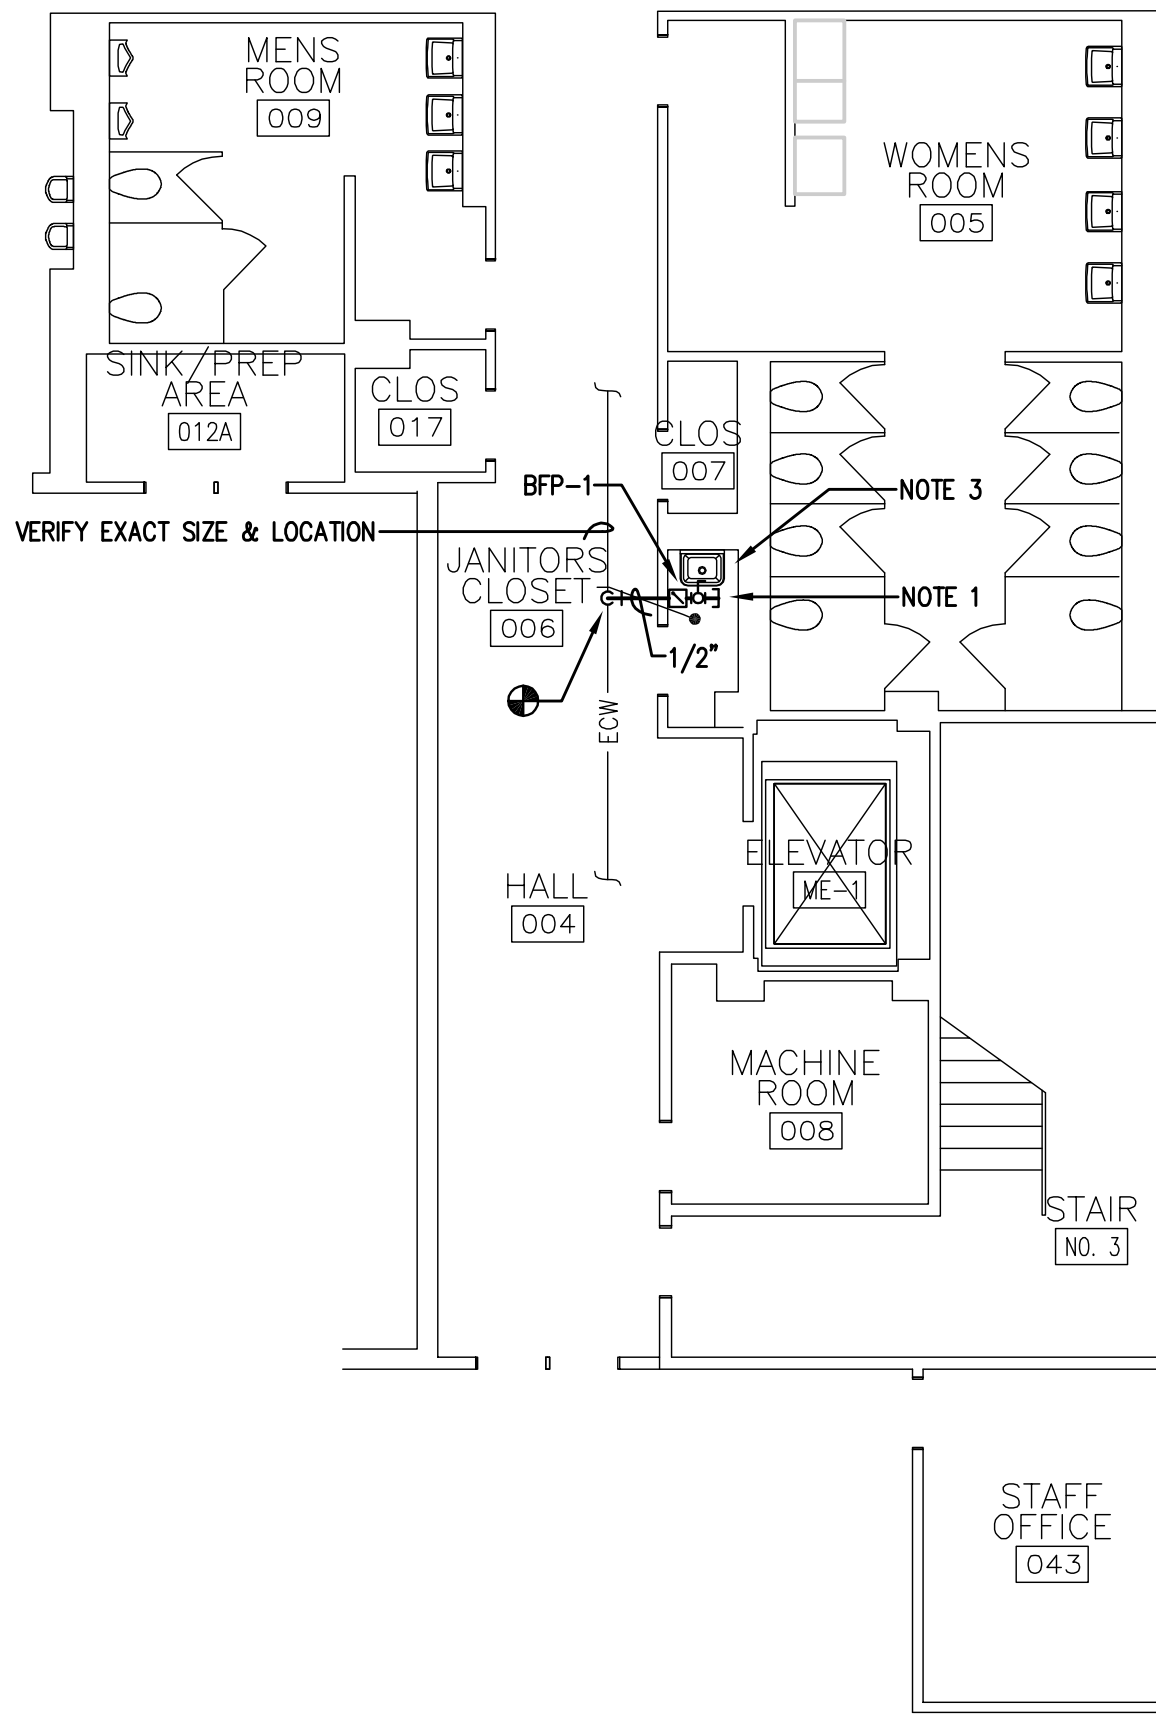 MENS
ROOM
009
WOMENS
ROOM
005
SINK/PREP
AREA
012A
CLOS
017
CLOS
007
BFP-1
NOTE 3
VERIFY EXACT SIZE & LOCATION
JANITORS
CLOSET
006
NOTE 1
1/2"
ECW
ELEVATOR
ME-1
HALL
004
MACHINE
ROOM
008
STAIR
NO. 3
STAFF
OFFICE
043